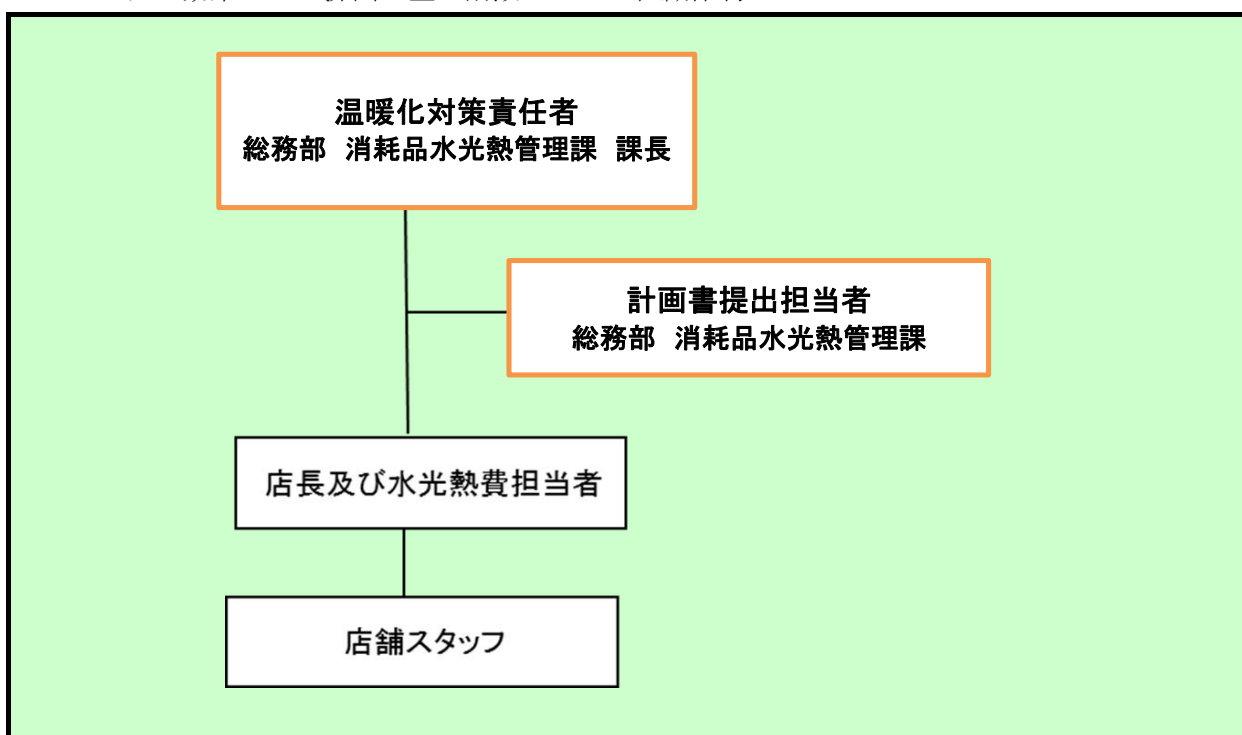 温暖化対策責任者
総務部 消耗品水光熱管理課 課長
計画書提出担当者
総務部 消耗品水光熱管理課
店長及び水光熱費担当者
店舗スタッフ